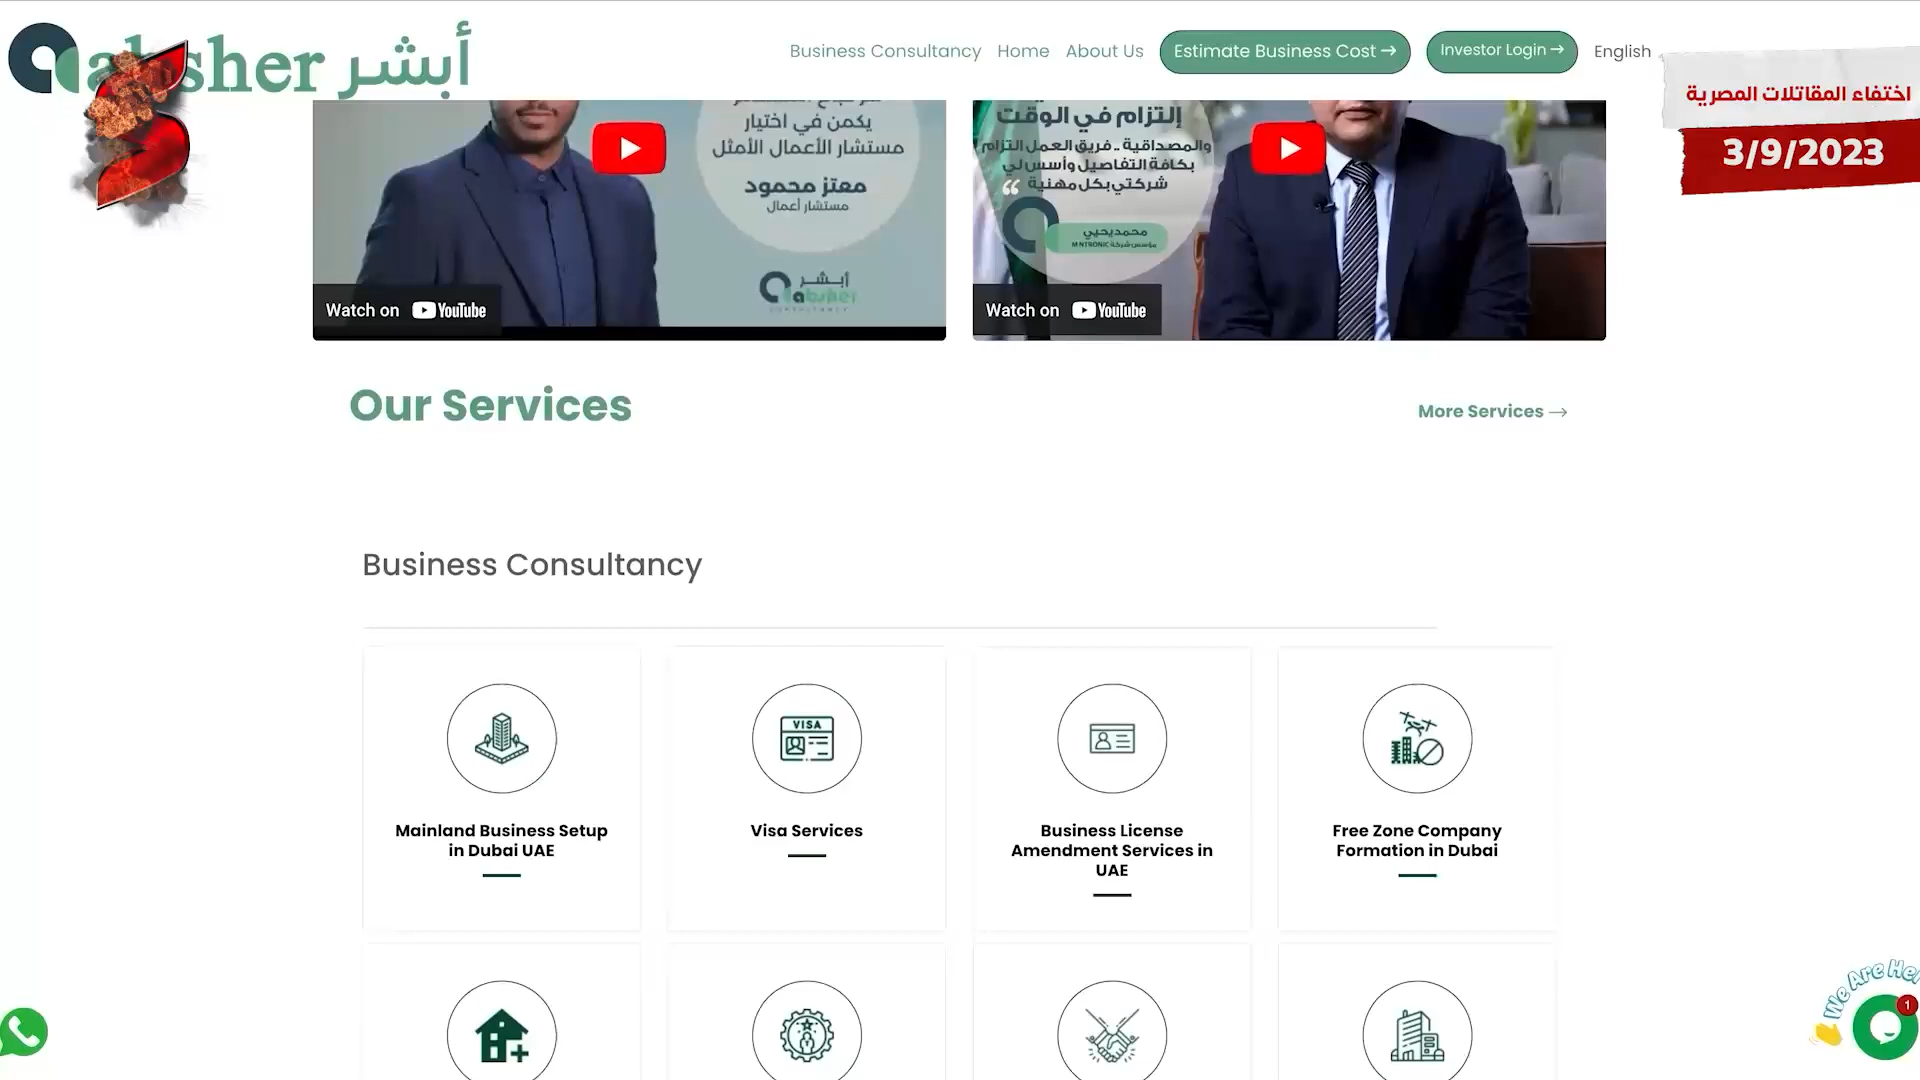 absher أبشر
Business Consultancy
Home
About Us
Estimate Business Cost →
Investor Login →
English
اختفاء المقاتلات المصرية
3/9/2023
يكمن في اختيار
مستشار الأعمال الأمثل
معتز محمود
مستشار أعمال
أبشر
absher
Watch on YouTube
إلتزام في الوقت
والمصداقية .. فريق العمل التزام
بكافة التفاصيل وأسس لي
شركتي بكل مهنية
محمد يحيي
مؤسس شركة MNTRONIC
Watch on YouTube
Our Services
More Services →
Business Consultancy
Mainland Business Setup
in Dubai UAE
VISA
Visa Services
Business License
Amendment Services in
UAE
Free Zone Company
Formation in Dubai
We Are Her
1